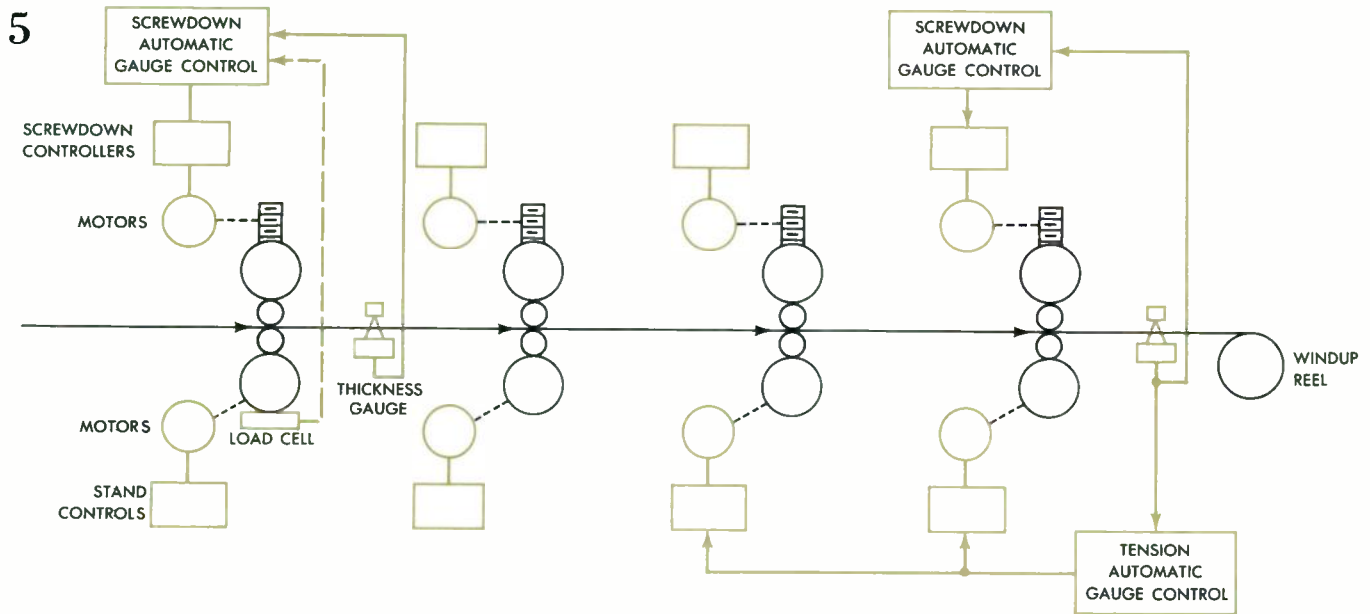 5
SCREWDOWN
AUTOMATIC
GAUGE CONTROL
SCREWDOWN
AUTOMATIC
GAUGE CONTROL
SCREWDOWN
CONTROLLERS
MOTORS
THICKNESS
GAUGE
WINDUP
REEL
MOTORS
LOAD CELL
STAND
CONTROLS
TENSION
AUTOMATIC
GAUGE CONTROL